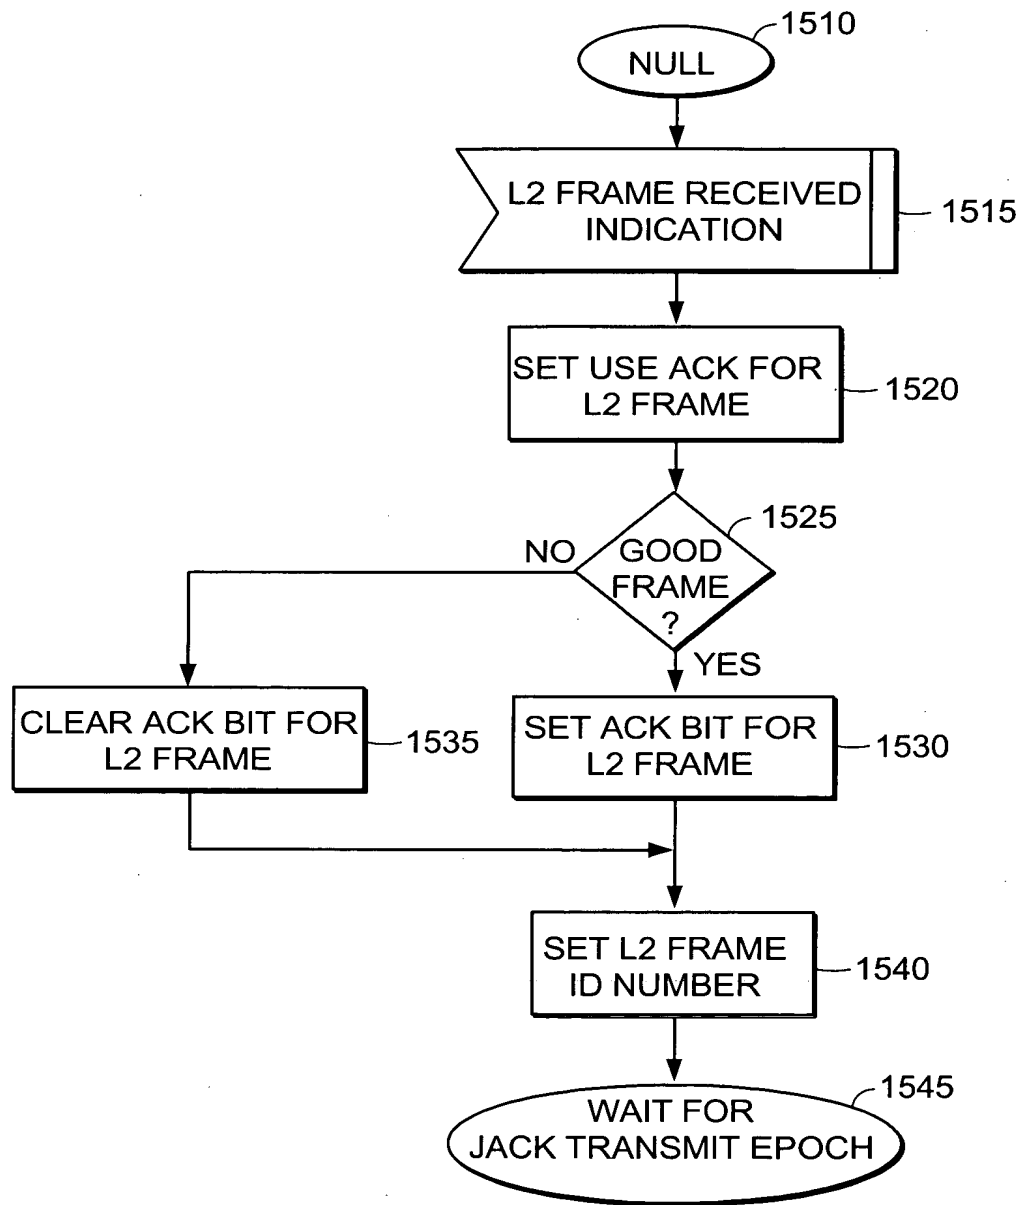 1510
NULL
L2 FRAME RECEIVED
INDICATION
1515
SET USE ACK FOR
L2 FRAME
1520
1525
NO
GOOD
FRAME
?
YES
CLEAR ACK BIT FOR
L2 FRAME
1535
SET ACK BIT FOR
L2 FRAME
1530
SET L2 FRAME
ID NUMBER
1540
1545
WAIT FOR
JACK TRANSMIT EPOCH